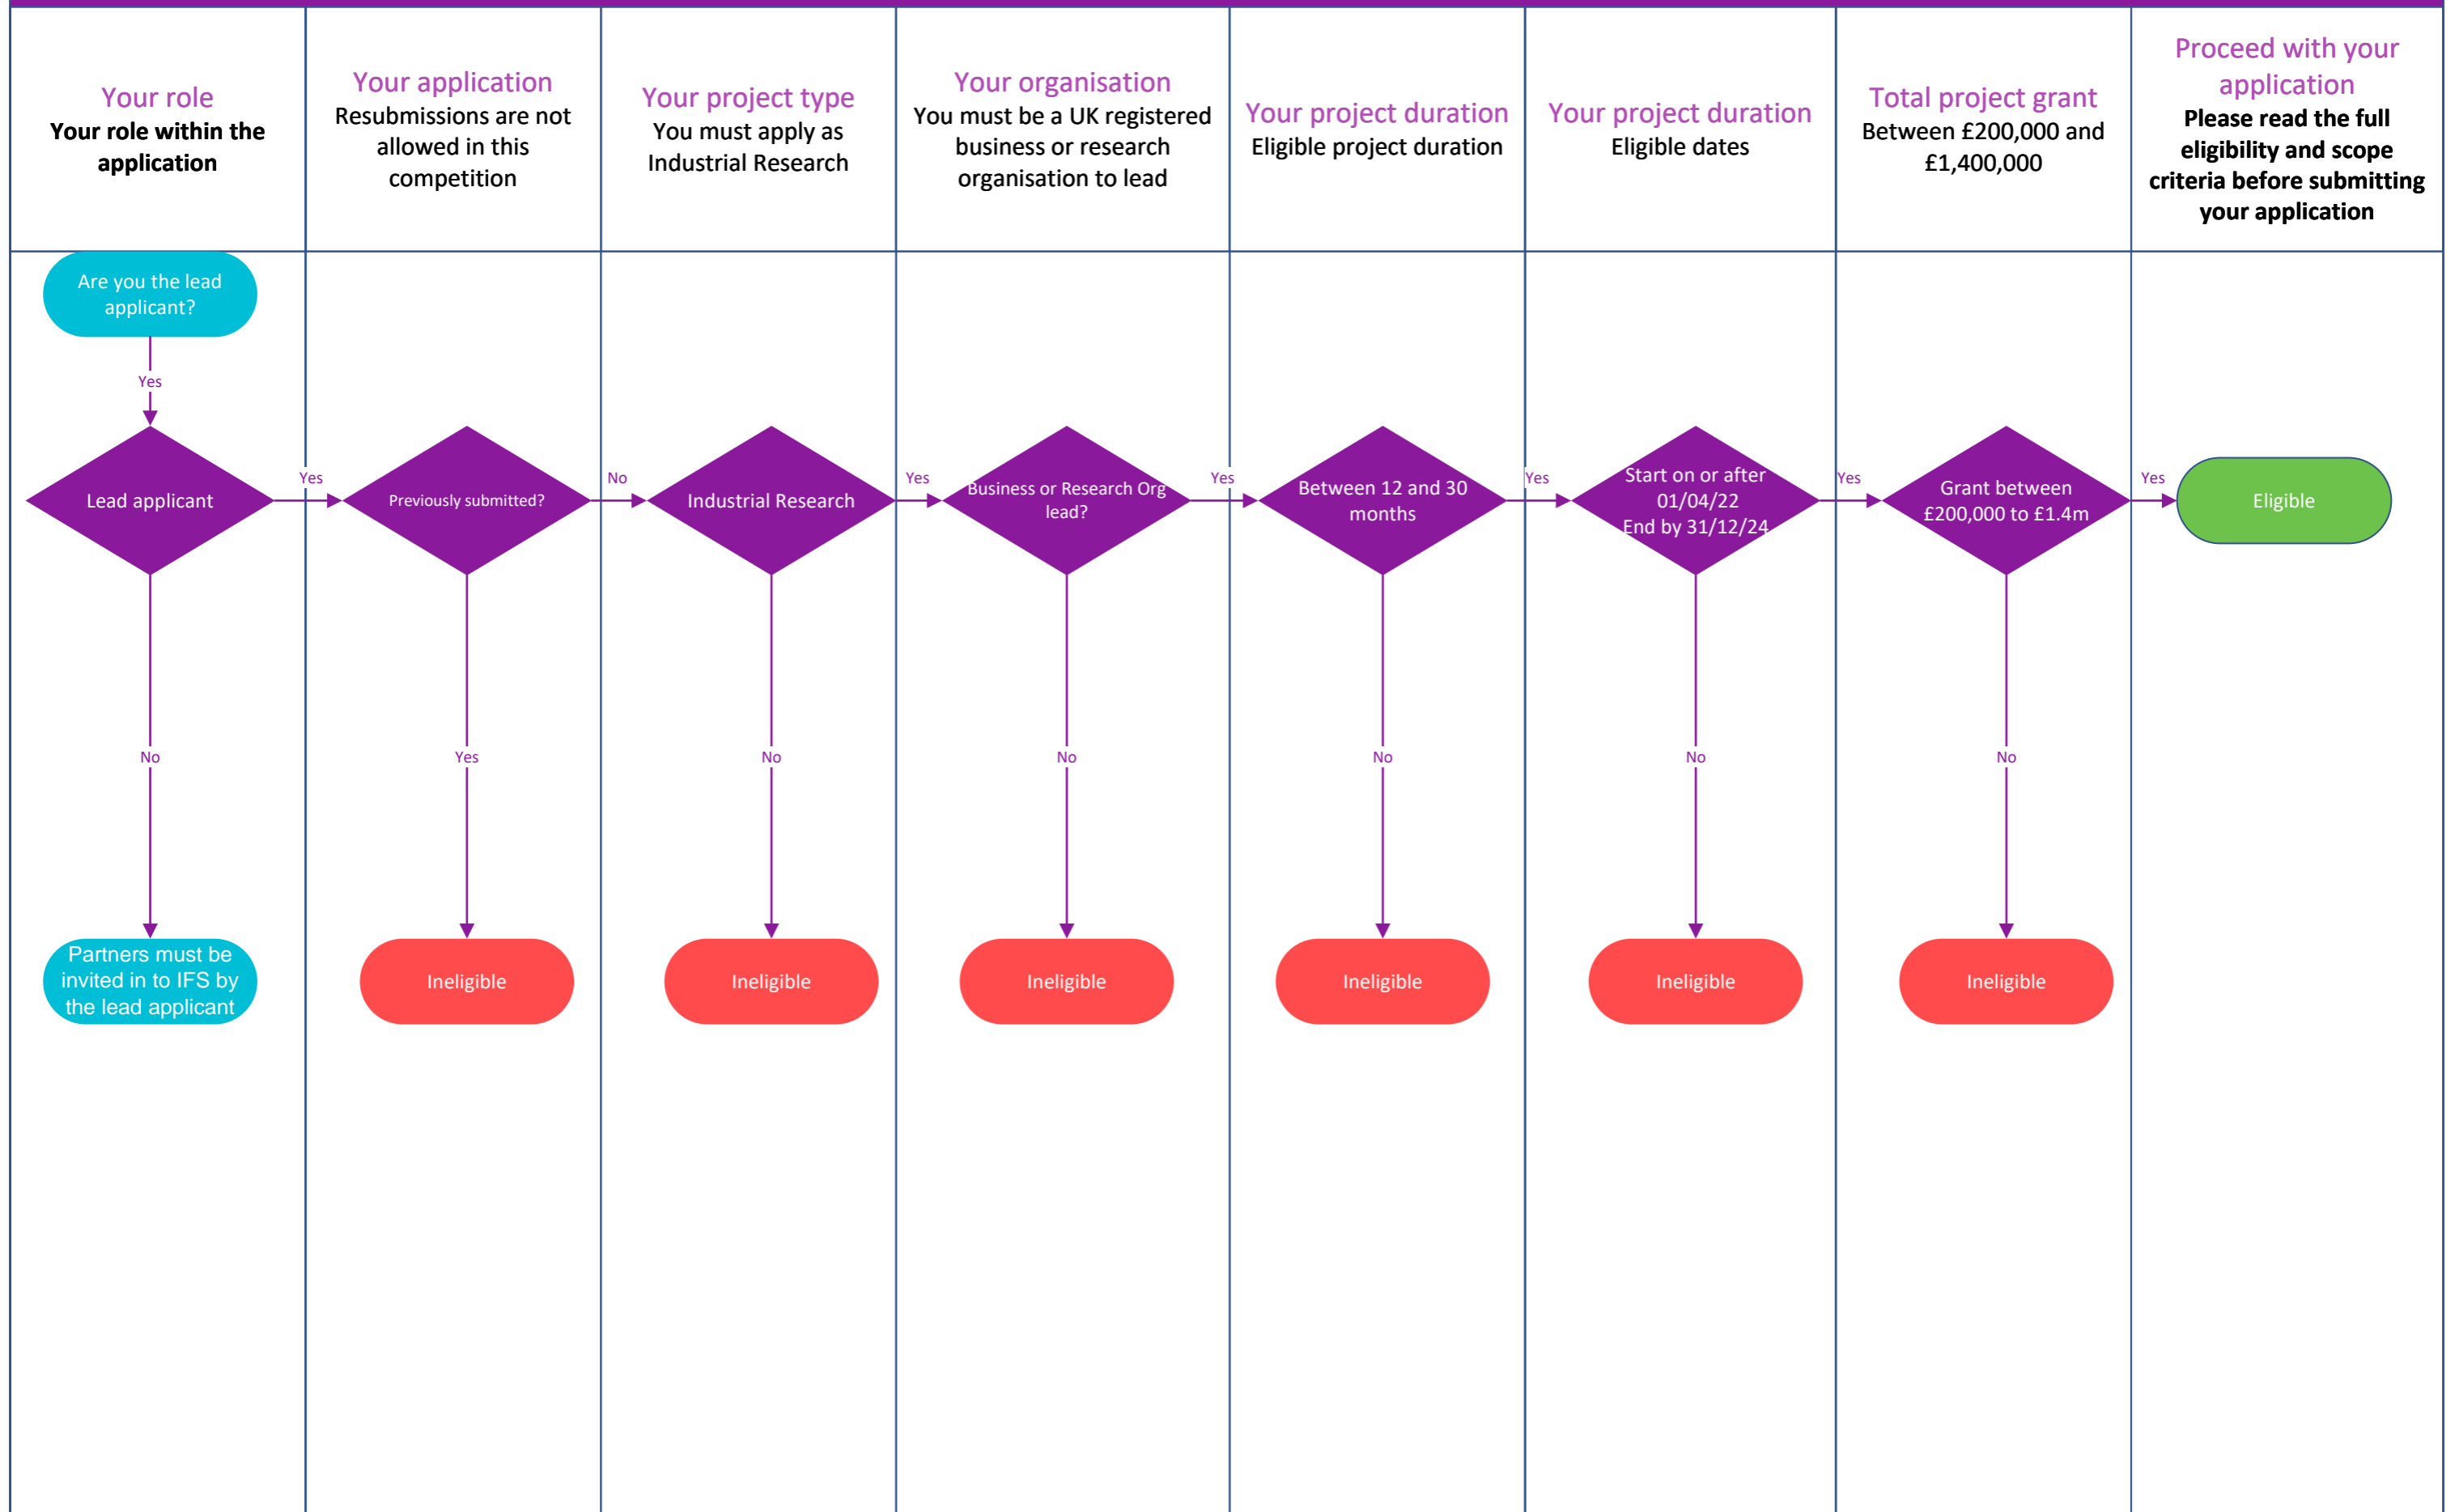 Your role
Your role within the
application
Your application
Resubmissions are not
allowed in this
competition
Your project type
You must apply as
Industrial Research
Your organisation
You must be a UK registered
business or research
organisation to lead
Your project duration
Eligible project duration
Your project duration
Eligible dates
Total project grant
Between £200,000 and
£1,400,000
Proceed with your
application
Please read the full
eligibility and scope
criteria before submitting
your application
Are you the lead
applicant?
Yes
Lead applicant
Yes
Previously submitted?
No
Industrial Research
Yes
Business or Research Org
lead?
Yes
Between 12 and 30
months
Yes
Start on or after
01/04/22
End by 31/12/24
Yes
Grant between
£200,000 to £1.4m
Yes
Eligible
No
Yes
No
No
No
No
No
Partners must be
invited in to IFS by
the lead applicant
Ineligible
Ineligible
Ineligible
Ineligible
Ineligible
Ineligible